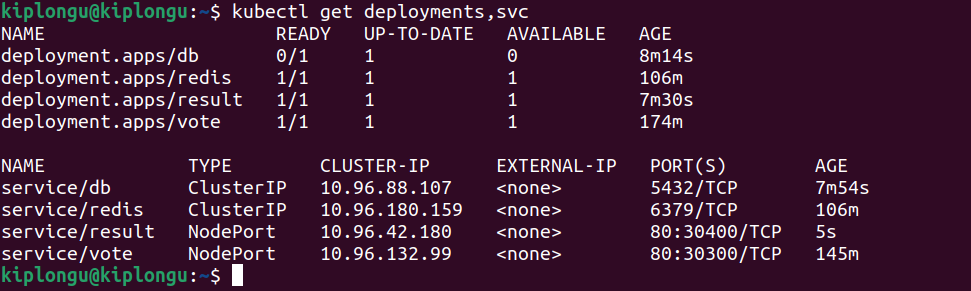 kiplongu@kiplongu:~$ kubectl get deployments,svc
NAME READY UP-TO-DATE AVAILABLE AGE
deployment.apps/db 0/1 1 0 8m14s
deployment.apps/redis 1/1 1 1 106m
deployment.apps/result 1/1 1 1 7m30s
deployment.apps/vote 1/1 1 1 174m
NAME TYPE CLUSTER-IP EXTERNAL-IP PORT(S) AGE
service/db ClusterIP 10.96.88.107 <none> 5432/TCP 7m54s
service/redis ClusterIP 10.96.180.159 <none> 6379/TCP 106m
service/result NodePort 10.96.42.180 <none> 80:30400/TCP 5s
service/vote NodePort 10.96.132.99 <none> 80:30300/TCP 145m
kiplongu@kiplongu:~$